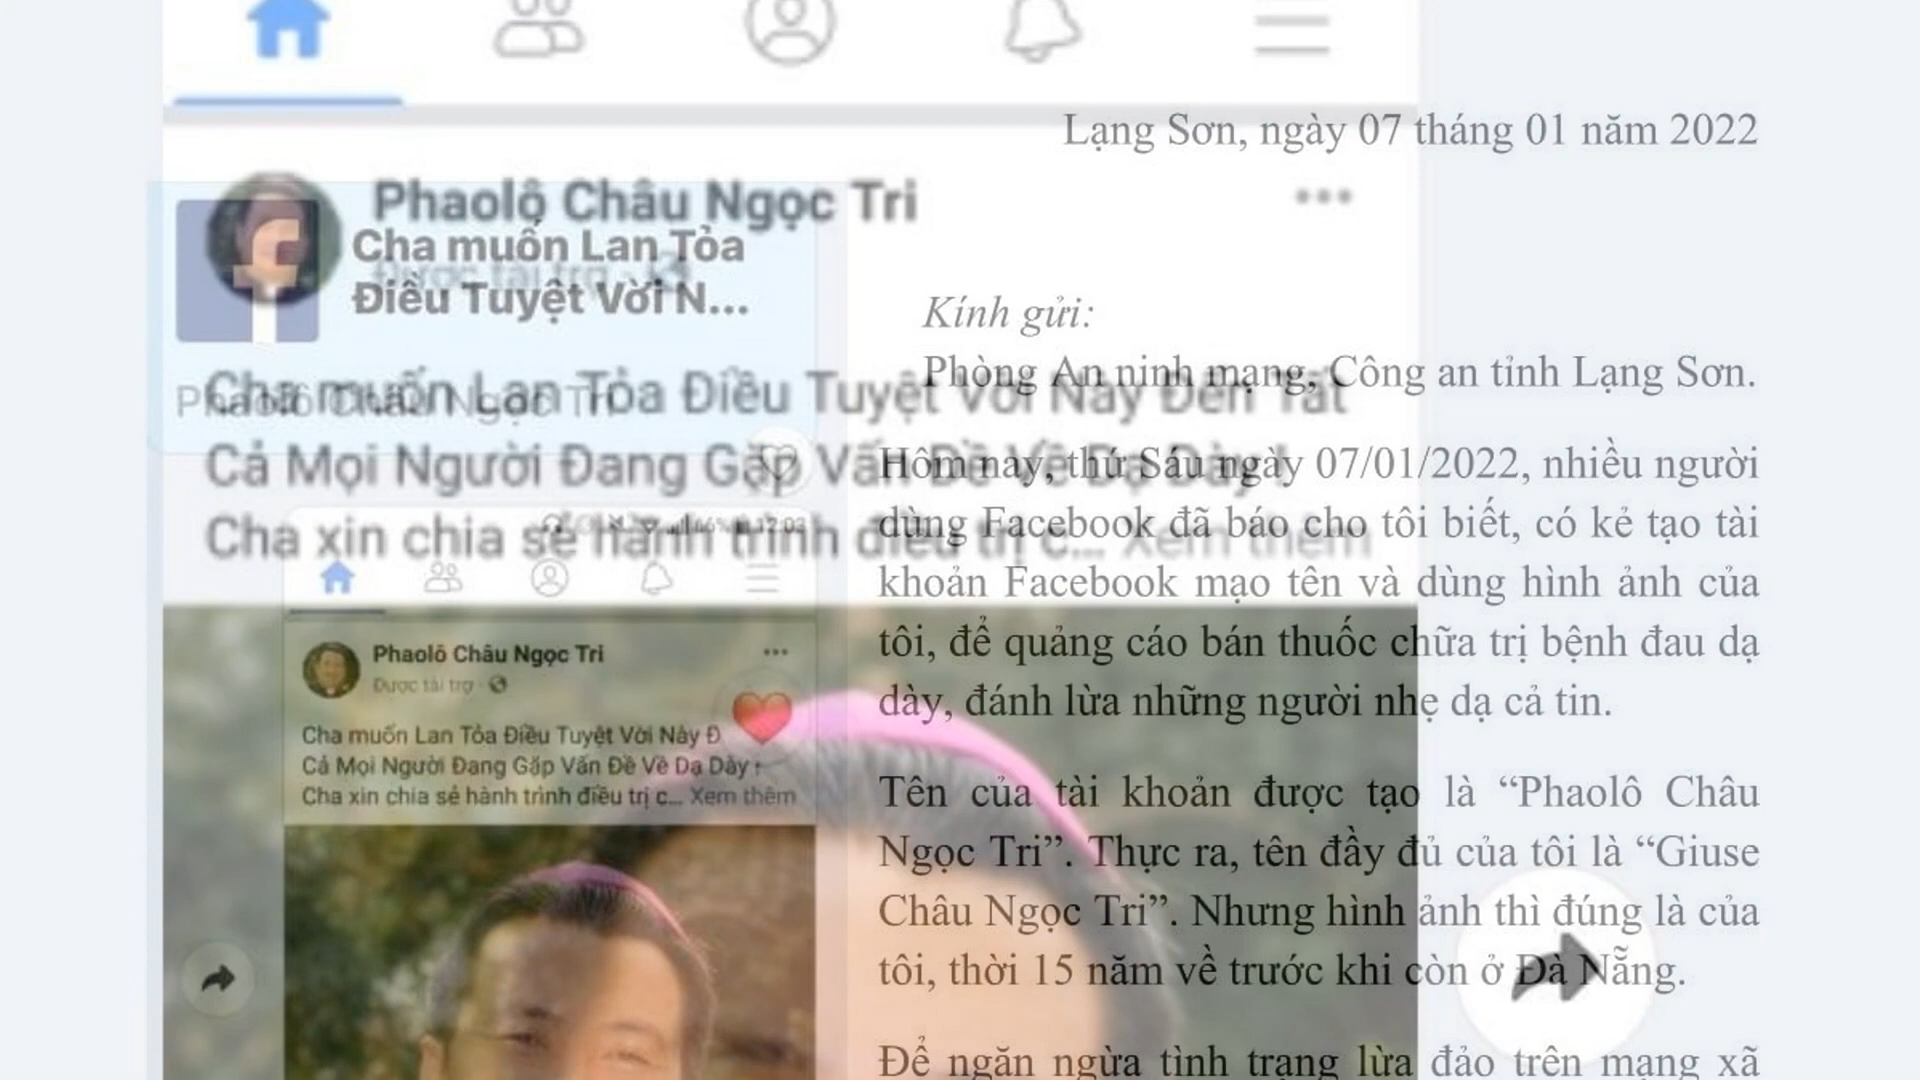 Lạng Sơn, ngày 07 tháng 01 năm 2022
Phaolô Châu Ngọc Tri
Được tài trợ ·
Cha muốn Lan Tỏa
Điều Tuyệt Vời N...
Phaolô Châu Ngọc Tri
Cha muốn Lan Tỏa Điều Tuyệt Vời Này Đến Tất
Cả Mọi Người Đang Gặp Vấn Đề Về Dạ Dày !
Cha xin chia sẻ hành trình điều trị c... Xem thêm
66% 12:03
Phaolô Châu Ngọc Tri
Được tài trợ ·
Cha muốn Lan Tỏa Điều Tuyệt Vời Này Đ
Cả Mọi Người Đang Gặp Vấn Đề Về Dạ Dày !
Cha xin chia sẻ hành trình điều trị c... Xem thêm
Kính gửi:
Phòng An ninh mạng, Công an tỉnh Lạng Sơn.
Hôm nay, thứ Sáu ngày 07/01/2022, nhiều người
dùng Facebook đã báo cho tôi biết, có kẻ tạo tài
khoản Facebook mạo tên và dùng hình ảnh của
tôi, để quảng cáo bán thuốc chữa trị bệnh đau dạ
dày, đánh lừa những người nhẹ dạ cả tin.
Tên của tài khoản được tạo là “Phaolô Châu
Ngọc Tri”. Thực ra, tên đầy đủ của tôi là “Giuse
Châu Ngọc Tri”. Nhưng hình ảnh thì đúng là của
tôi, thời 15 năm về trước khi còn ở Đà Nẵng.
Để ngăn ngừa tình trạng lừa đảo trên mạng xã